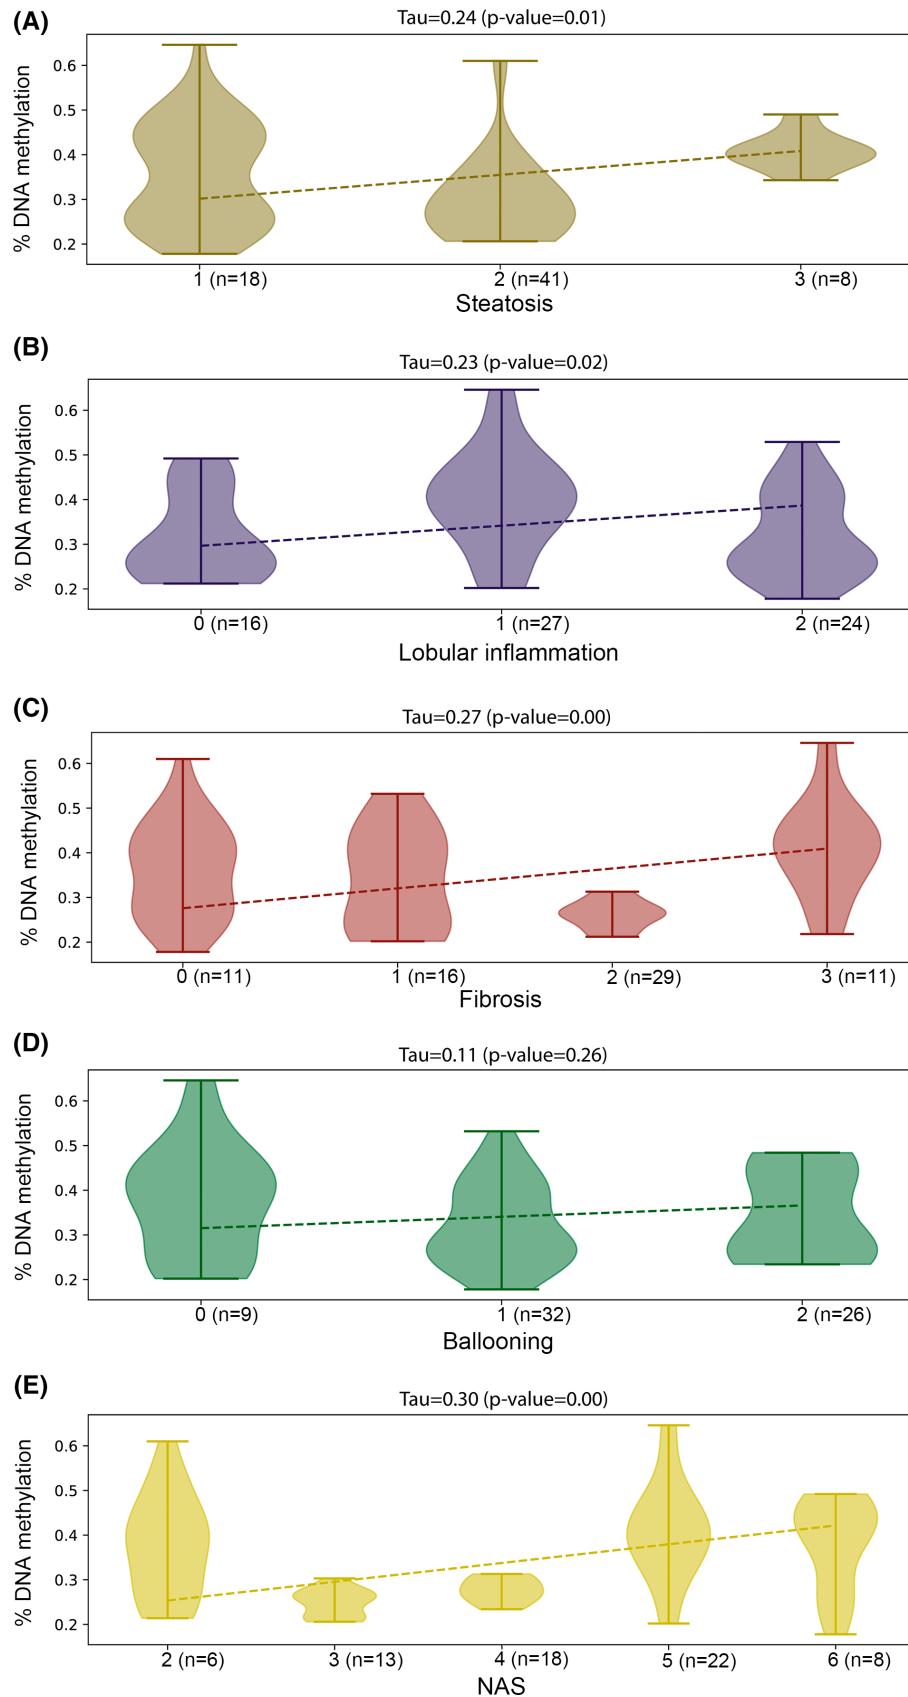 (A)
Tau=0.24 (p-value=0.01)
% DNA methylation
0.6
0.5
0.4
0.3
0.2
1 (n=18) 2 (n=41) 3 (n=8)
Steatosis
(B)
Tau=0.23 (p-value=0.02)
% DNA methylation
0.6
0.5
0.4
0.3
0.2
0 (n=16) 1 (n=27) 2 (n=24)
Lobular inflammation
(C)
Tau=0.27 (p-value=0.00)
% DNA methylation
0.6
0.5
0.4
0.3
0.2
0 (n=11) 1 (n=16) 2 (n=29) 3 (n=11)
Fibrosis
(D)
Tau=0.11 (p-value=0.26)
% DNA methylation
0.6
0.5
0.4
0.3
0.2
0 (n=9) 1 (n=32) 2 (n=26)
Ballooning
(E)
Tau=0.30 (p-value=0.00)
% DNA methylation
0.6
0.5
0.4
0.3
0.2
2 (n=6) 3 (n=13) 4 (n=18) 5 (n=22) 6 (n=8)
NAS